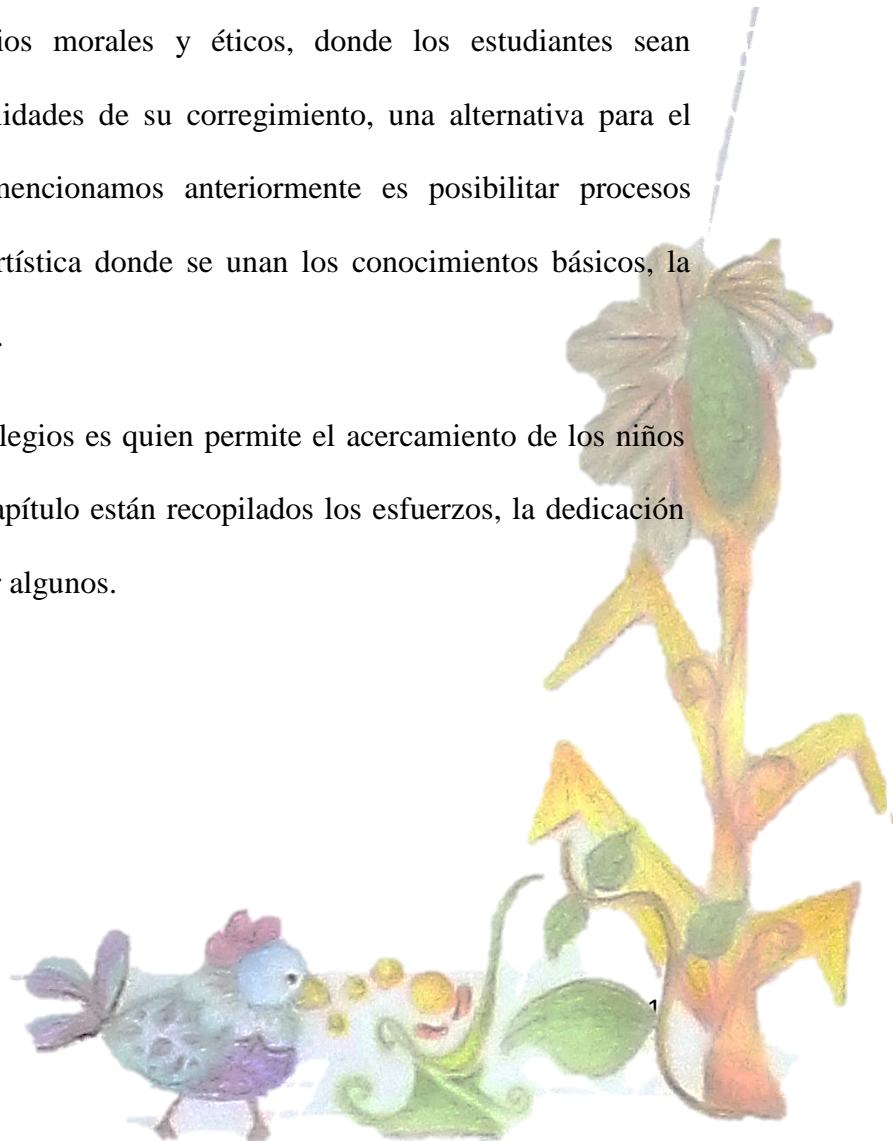 ios morales y éticos, donde los estudiantes sean
lidades de su corregimiento, una alternativa para el
mencionamos anteriormente es posibilitar procesos
rtística donde se unan los conocimientos básicos, la
.
legios es quien permite el acercamiento de los niños
apítulo están recopilados los esfuerzos, la dedicación
algunos.
1